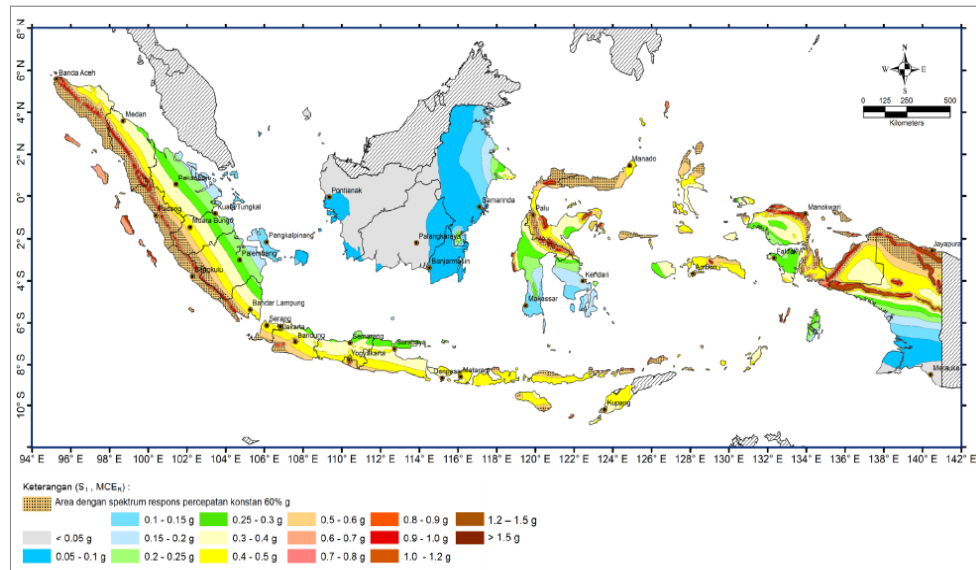 8° N
6° N
4° N
2° N
0°
2° S
4° S
6° S
8° S
10° S
N
W E
S
0 125 250 500
Kilometers
Banda Aceh
Medan
Pekanbaru
Kuala Tungkal
Padang
Muara Bungo
Pangkalpinang
Palembang
Bengkulu
Bandar Lampung
Serang
Jakarta
Bandung
Semarang
Surabaya
Yogyakarta
Denpasar
Mataram
Kupang
Pontianak
Palangkaraya
Samarinda
Banjarmasin
Manado
Palu
Kendari
Makassar
Ambon
Manokwari
Fakfak
Jayapura
Merauke
94° E 96° E 98° E 100° E 102° E 104° E 106° E 108° E 110° E 112° E 114° E 116° E 118° E 120° E 122° E 124° E 126° E 128° E 130° E 132° E 134° E 136° E 138° E 140° E 142° E
Keterangan (S1 , MCER) :
Area dengan spektrum respons percepatan konstan 60% g
0.1 - 0.15 g 0.25 - 0.3 g 0.5 - 0.6 g 0.8 - 0.9 g 1.2 – 1.5 g
< 0.05 g 0.15 - 0.2 g 0.3 - 0.4 g 0.6 - 0.7 g 0.9 - 1.0 g > 1.5 g
0.05 - 0.1 g 0.2 - 0.25 g 0.4 - 0.5 g 0.7 - 0.8 g 1.0 - 1.2 g